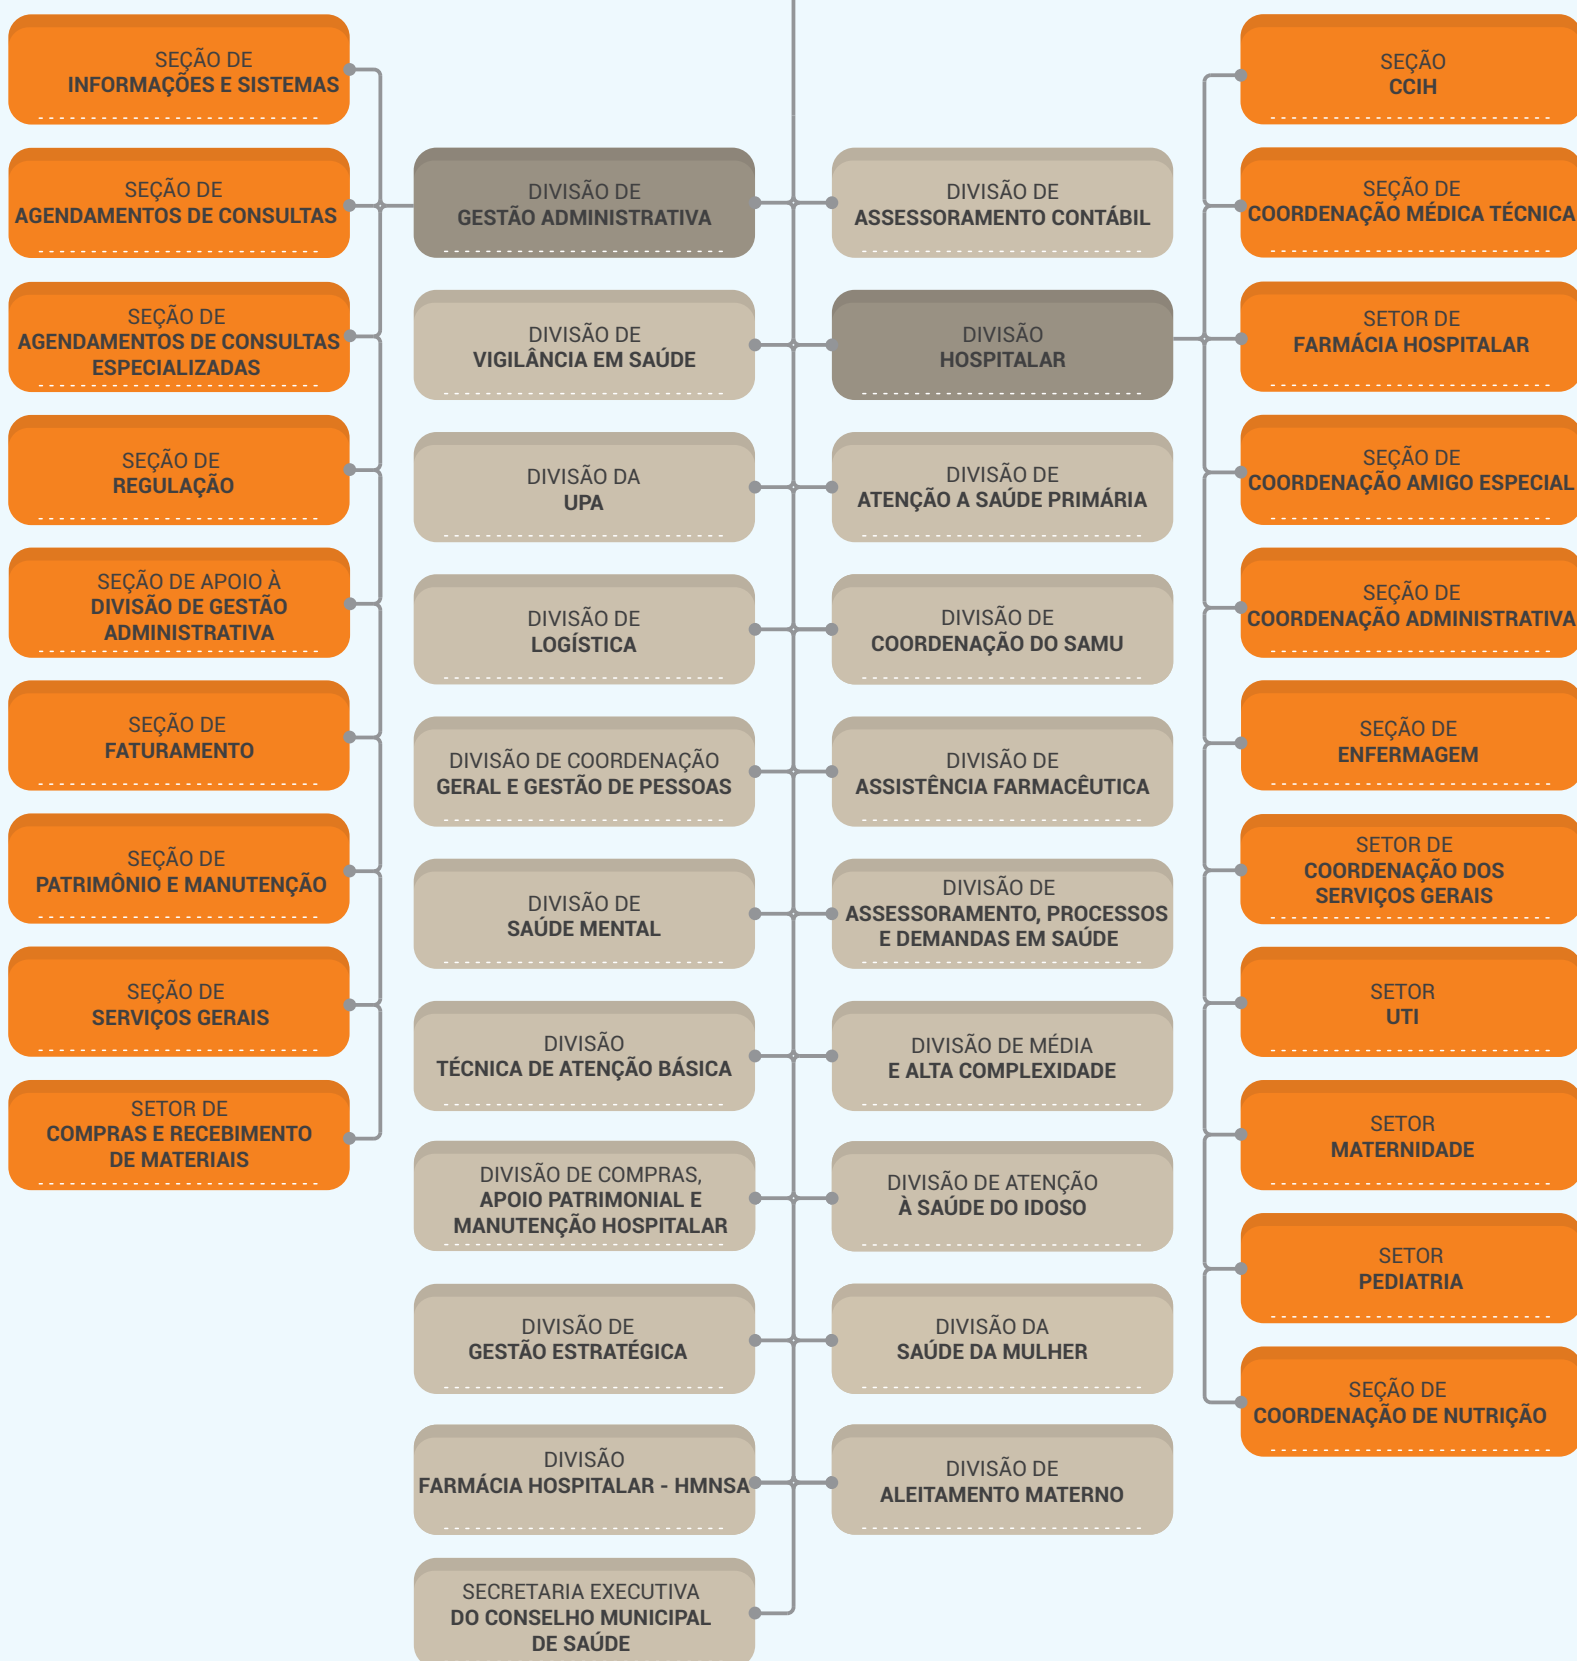 SEÇÃO DE
INFORMAÇÕES E SISTEMAS
SEÇÃO DE
AGENDAMENTOS DE CONSULTAS
SEÇÃO DE
AGENDAMENTOS DE CONSULTAS
ESPECIALIZADAS
SEÇÃO DE
REGULAÇÃO
SEÇÃO DE APOIO À
DIVISÃO DE GESTÃO
ADMINISTRATIVA
SEÇÃO DE
FATURAMENTO
SEÇÃO DE
PATRIMÔNIO E MANUTENÇÃO
SEÇÃO DE
SERVIÇOS GERAIS
SETOR DE
COMPRAS E RECEBIMENTO
DE MATERIAIS
DIVISÃO DE
GESTÃO ADMINISTRATIVA
DIVISÃO DE
VIGILÂNCIA EM SAÚDE
DIVISÃO DA
UPA
DIVISÃO DE
LOGÍSTICA
DIVISÃO DE COORDENAÇÃO
GERAL E GESTÃO DE PESSOAS
DIVISÃO DE
SAÚDE MENTAL
DIVISÃO
TÉCNICA DE ATENÇÃO BÁSICA
DIVISÃO DE COMPRAS,
APOIO PATRIMONIAL E
MANUTENÇÃO HOSPITALAR
DIVISÃO DE
GESTÃO ESTRATÉGICA
DIVISÃO
FARMÁCIA HOSPITALAR - HMNSA
SECRETARIA EXECUTIVA
DO CONSELHO MUNICIPAL
DE SAÚDE
DIVISÃO DE
ASSESSORAMENTO CONTÁBIL
DIVISÃO
HOSPITALAR
DIVISÃO DE
ATENÇÃO A SAÚDE PRIMÁRIA
DIVISÃO DE
COORDENAÇÃO DO SAMU
DIVISÃO DE
ASSISTÊNCIA FARMACÊUTICA
DIVISÃO DE
ASSESSORAMENTO, PROCESSOS
E DEMANDAS EM SAÚDE
DIVISÃO DE MÉDIA
E ALTA COMPLEXIDADE
DIVISÃO DE ATENÇÃO
À SAÚDE DO IDOSO
DIVISÃO DA
SAÚDE DA MULHER
DIVISÃO DE
ALEITAMENTO MATERNO
SEÇÃO
CCIH
SEÇÃO DE
COORDENAÇÃO MÉDICA TÉCNICA
SETOR DE
FARMÁCIA HOSPITALAR
SEÇÃO DE
COORDENAÇÃO AMIGO ESPECIAL
SEÇÃO DE
COORDENAÇÃO ADMINISTRATIVA
SEÇÃO DE
ENFERMAGEM
SETOR DE
COORDENAÇÃO DOS
SERVIÇOS GERAIS
SETOR
UTI
SETOR
MATERNIDADE
SETOR
PEDIATRIA
SEÇÃO DE
COORDENAÇÃO DE NUTRIÇÃO